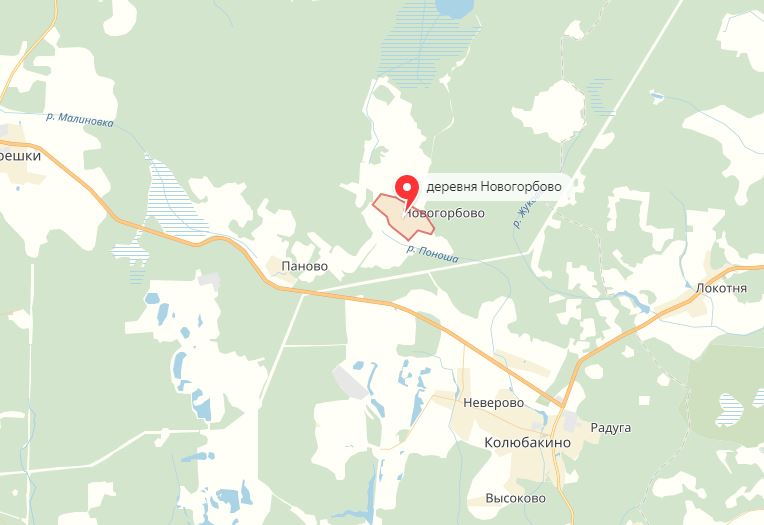 р. Малиновка
решки
деревня Новогорбово
Новогорбово
р. Жук
р. Поноша
Паново
Локотня
Неверово
Радуга
Колюбакино
Высоково